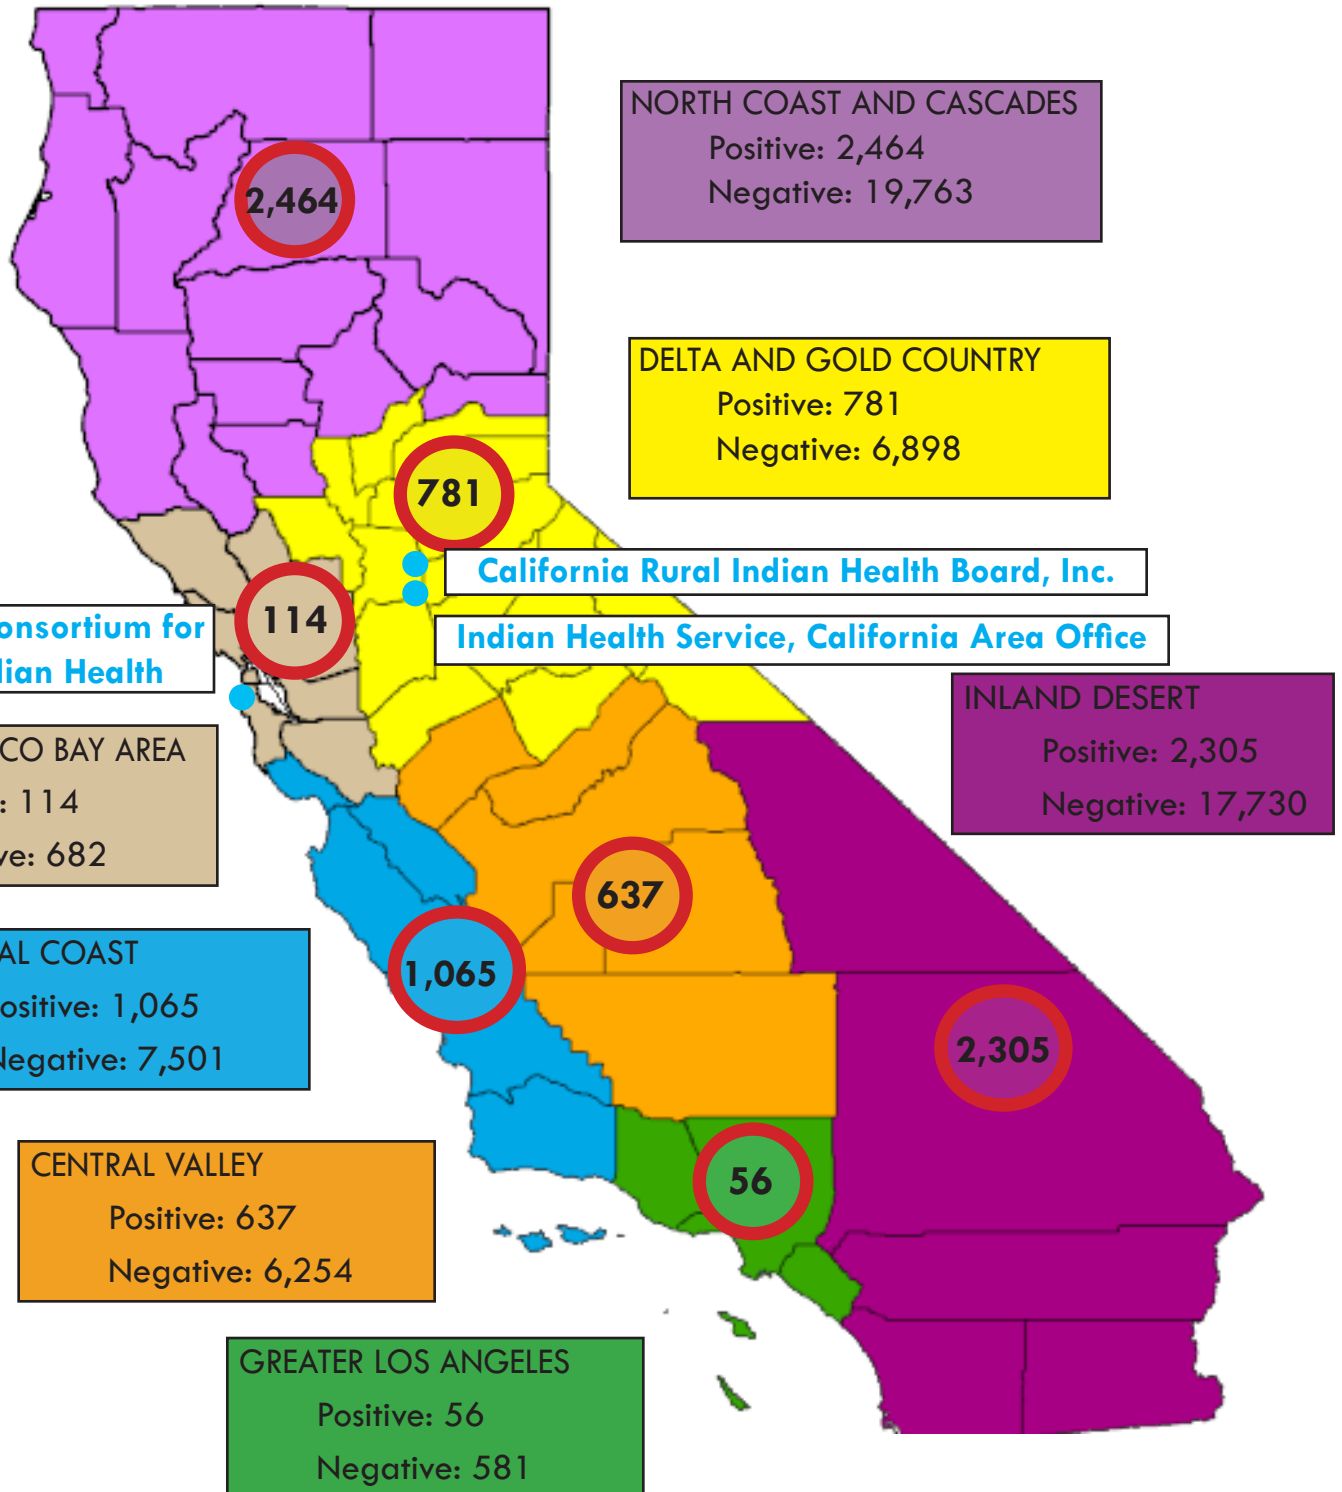 NORTH COAST AND CASCADES
Positive: 2,464
Negative: 19,763
2,464
DELTA AND GOLD COUNTRY
Positive: 781
Negative: 6,898
781
California Rural Indian Health Board, Inc.
114
onsortium for
dian Health
Indian Health Service, California Area Office
INLAND DESERT
Positive: 2,305
Negative: 17,730
CO BAY AREA
: 114
ve: 682
637
AL COAST
ositive: 1,065
Negative: 7,501
1,065
2,305
CENTRAL VALLEY
Positive: 637
Negative: 6,254
56
GREATER LOS ANGELES
Positive: 56
Negative: 581